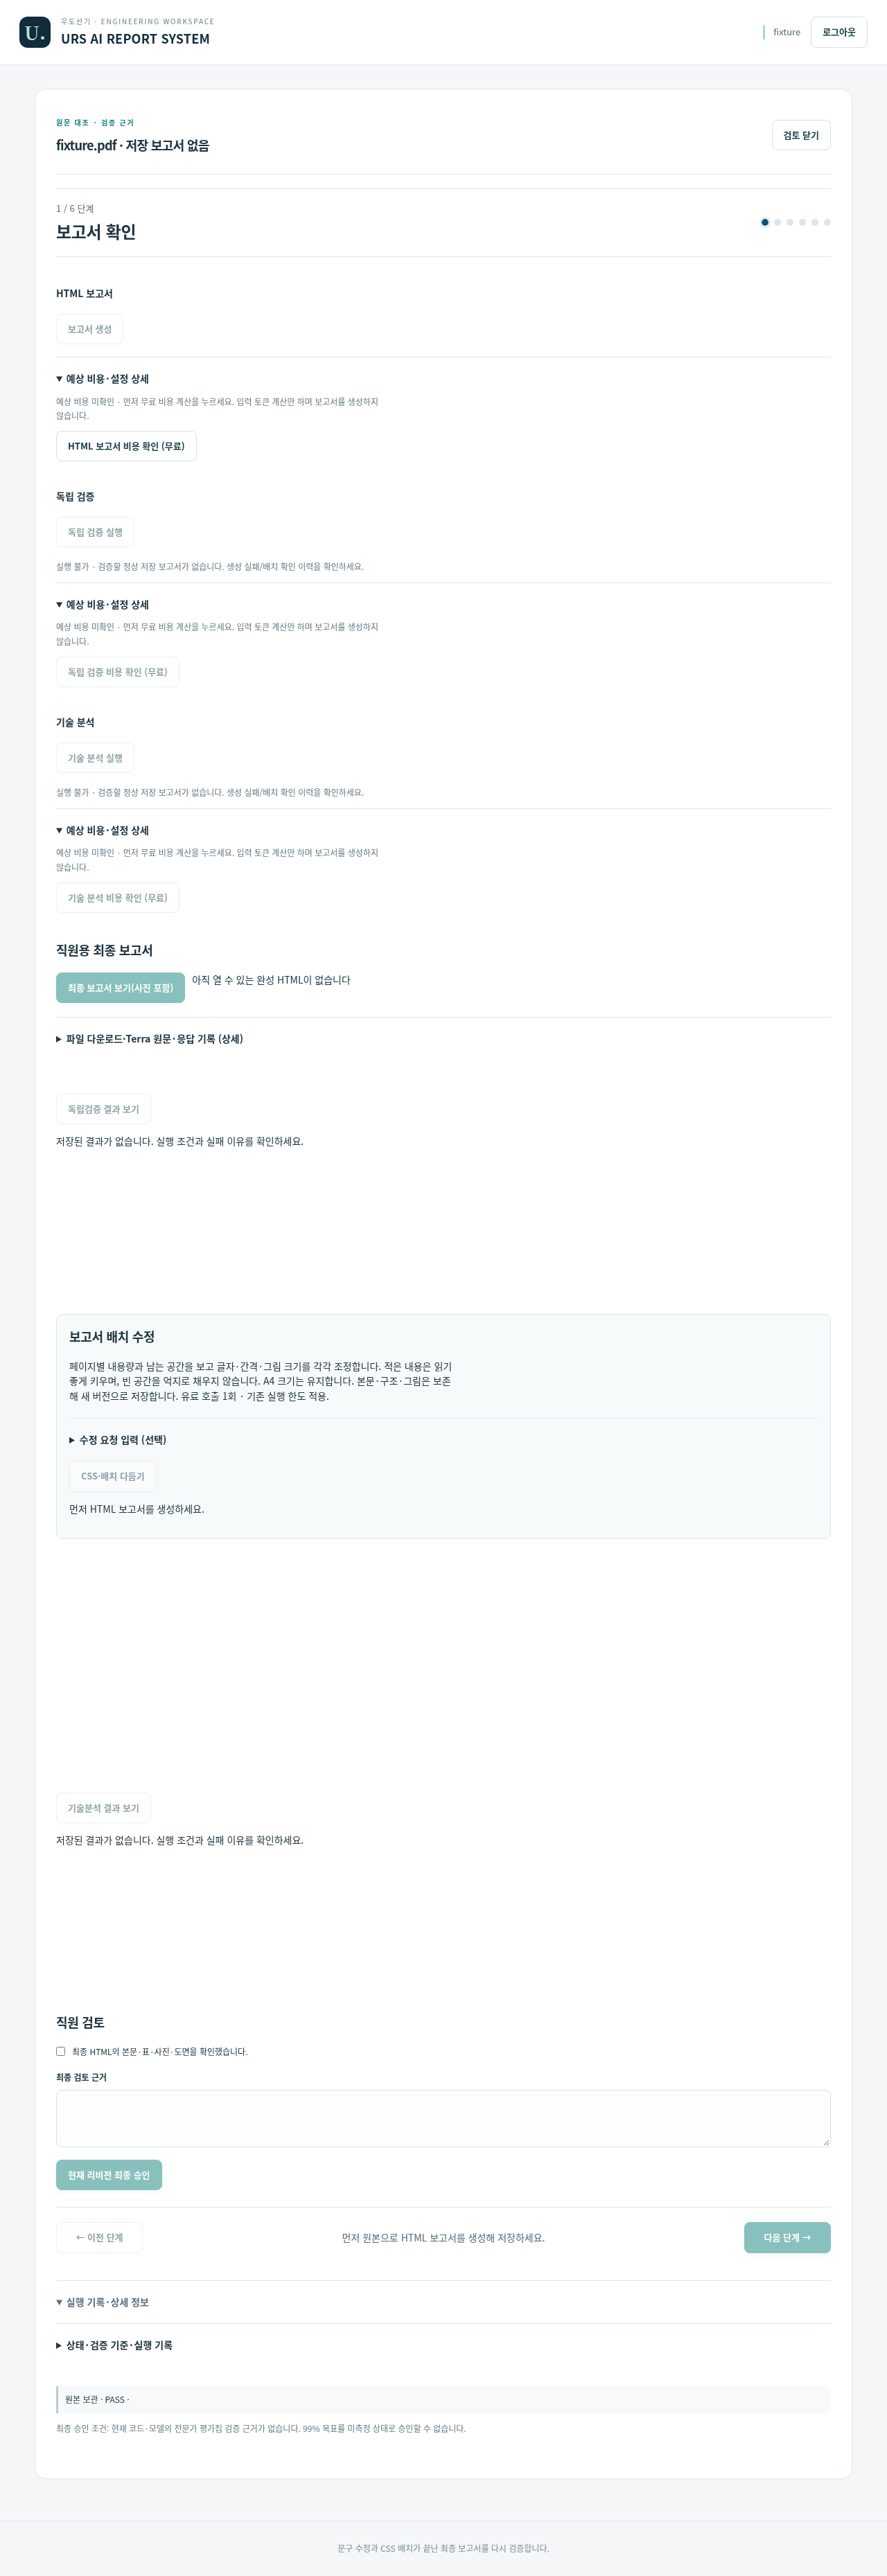 U.
우도산기 · ENGINEERING WORKSPACE
URS AI REPORT SYSTEM
fixture
로그아웃
원문 대조 · 검증 근거
fixture.pdf · 저장 보고서 없음
검토 닫기
1 / 6 단계
보고서 확인
HTML 보고서
보고서 생성
▼ 예상 비용·설정 상세
예상 비용 미확인 · 먼저 무료 비용 계산을 누르세요. 입력 토큰 계산만 하며 보고서를 생성하지
않습니다.
HTML 보고서 비용 확인 (무료)
독립 검증
독립 검증 실행
실행 불가 · 검증할 정상 저장 보고서가 없습니다. 생성 실패/배치 확인 이력을 확인하세요.
▼ 예상 비용·설정 상세
예상 비용 미확인 · 먼저 무료 비용 계산을 누르세요. 입력 토큰 계산만 하며 보고서를 생성하지
않습니다.
독립 검증 비용 확인 (무료)
기술 분석
기술 분석 실행
실행 불가 · 검증할 정상 저장 보고서가 없습니다. 생성 실패/배치 확인 이력을 확인하세요.
▼ 예상 비용·설정 상세
예상 비용 미확인 · 먼저 무료 비용 계산을 누르세요. 입력 토큰 계산만 하며 보고서를 생성하지
않습니다.
기술 분석 비용 확인 (무료)
직원용 최종 보고서
최종 보고서 보기(사진 포함)
아직 열 수 있는 완성 HTML이 없습니다
▶ 파일 다운로드·Terra 원문·응답 기록 (상세)
독립검증 결과 보기
저장된 결과가 없습니다. 실행 조건과 실패 이유를 확인하세요.
보고서 배치 수정
페이지별 내용량과 남는 공간을 보고 글자·간격·그림 크기를 각각 조정합니다. 적은 내용은 읽기
좋게 키우며, 빈 공간을 억지로 채우지 않습니다. A4 크기는 유지합니다. 본문·구조·그림은 보존
해 새 버전으로 저장합니다. 유료 호출 1회 · 기존 실행 한도 적용.
▶ 수정 요청 입력 (선택)
CSS·배치 다듬기
먼저 HTML 보고서를 생성하세요.
기술분석 결과 보기
저장된 결과가 없습니다. 실행 조건과 실패 이유를 확인하세요.
직원 검토
최종 HTML의 본문·표·사진·도면을 확인했습니다.
최종 검토 근거
현재 리비전 최종 승인
← 이전 단계
먼저 원본으로 HTML 보고서를 생성해 저장하세요.
다음 단계 →
▼ 실행 기록·상세 정보
▶ 상태·검증 기준·실행 기록
원본 보관 · PASS ·
최종 승인 조건: 현재 코드·모델의 전문가 평가집 검증 근거가 없습니다. 99% 목표를 미측정 상태로 승인할 수 없습니다.
문구 수정과 CSS 배치가 끝난 최종 보고서를 다시 검증합니다.